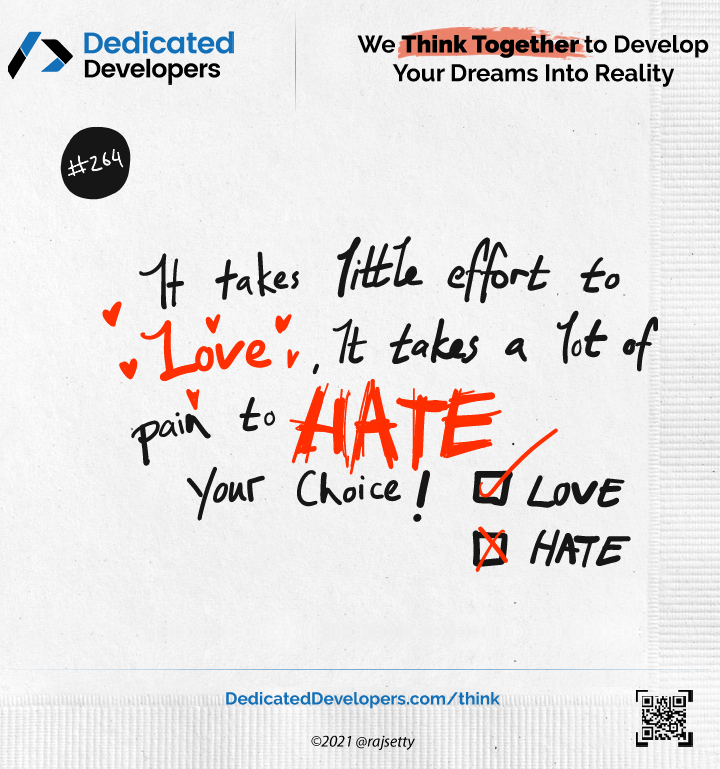 Dedicated
Developers
We Think Together to Develop
Your Dreams Into Reality
#264
It takes little effort to
Love, It takes a lot of
pain to HATE
Your Choice!
LOVE
HATE
DedicatedDevelopers.com/think
©2021 @rajsetty